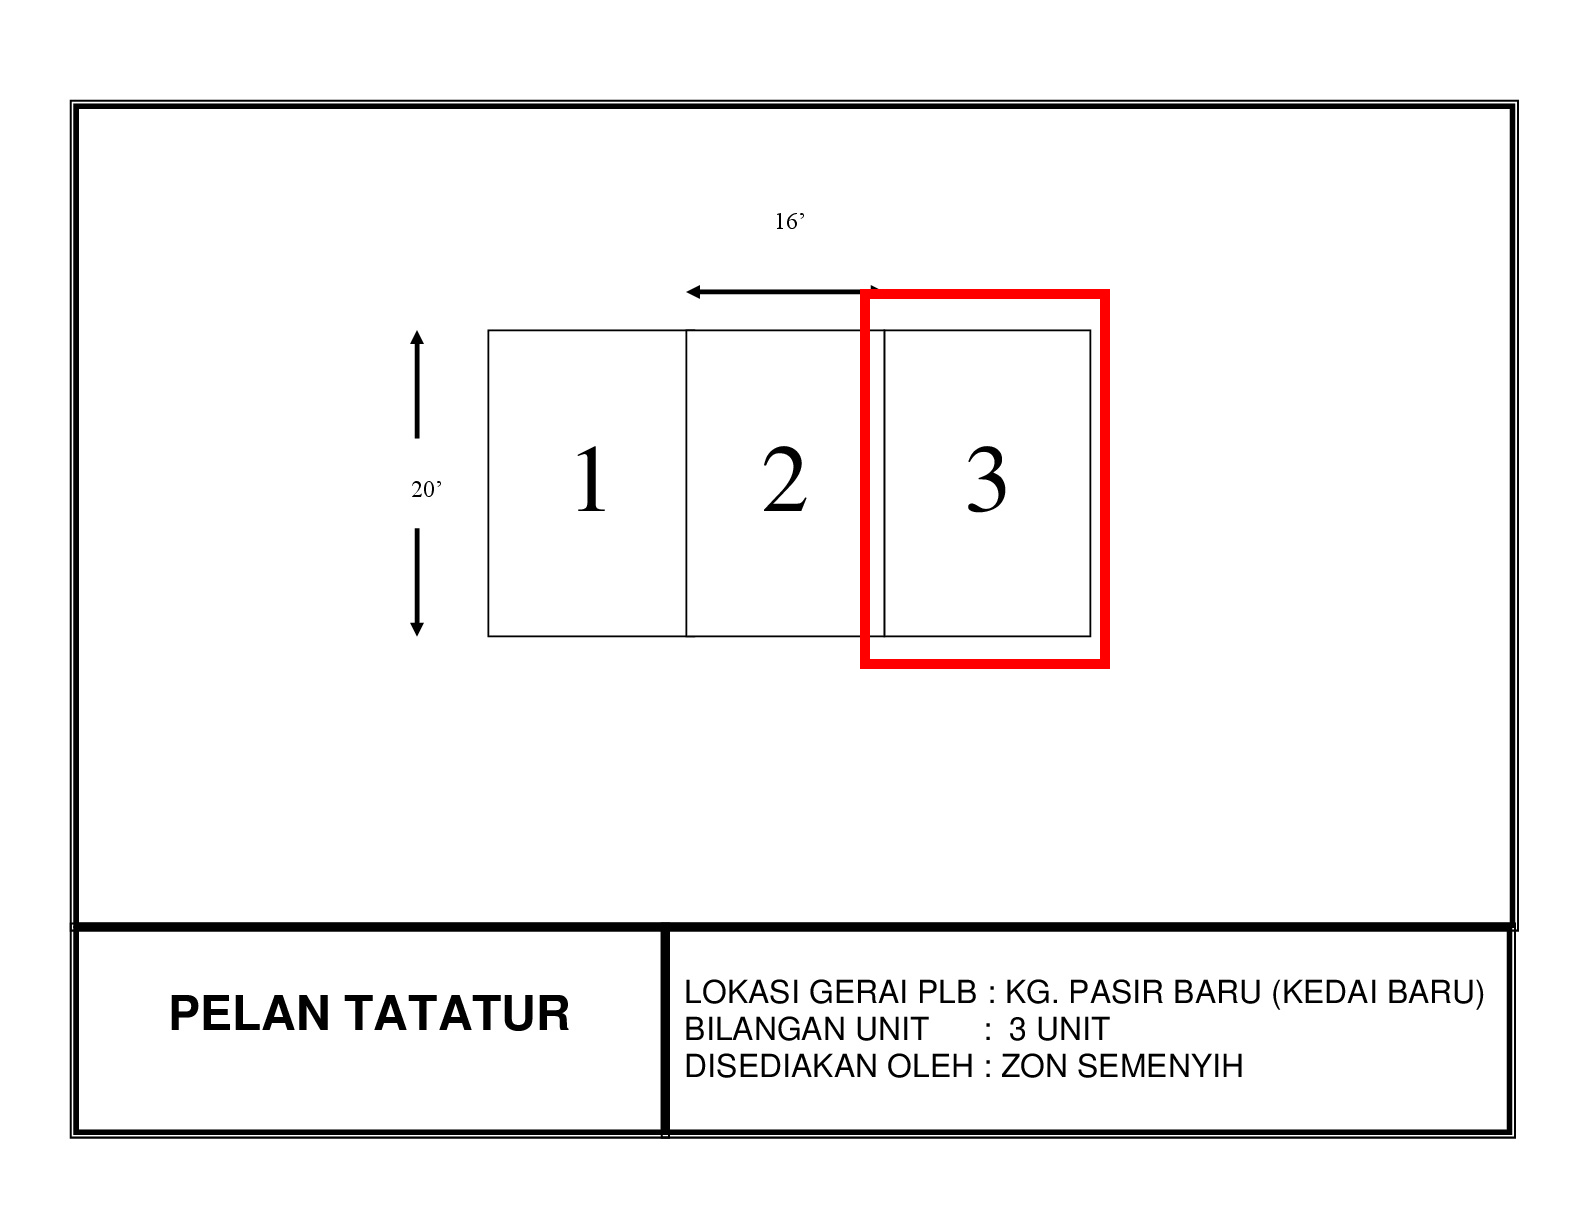 16’
20’
1 2 3
PELAN TATATUR
LOKASI GERAI PLB : KG. PASIR BARU (KEDAI BARU)
BILANGAN UNIT : 3 UNIT
DISEDIAKAN OLEH : ZON SEMENYIH